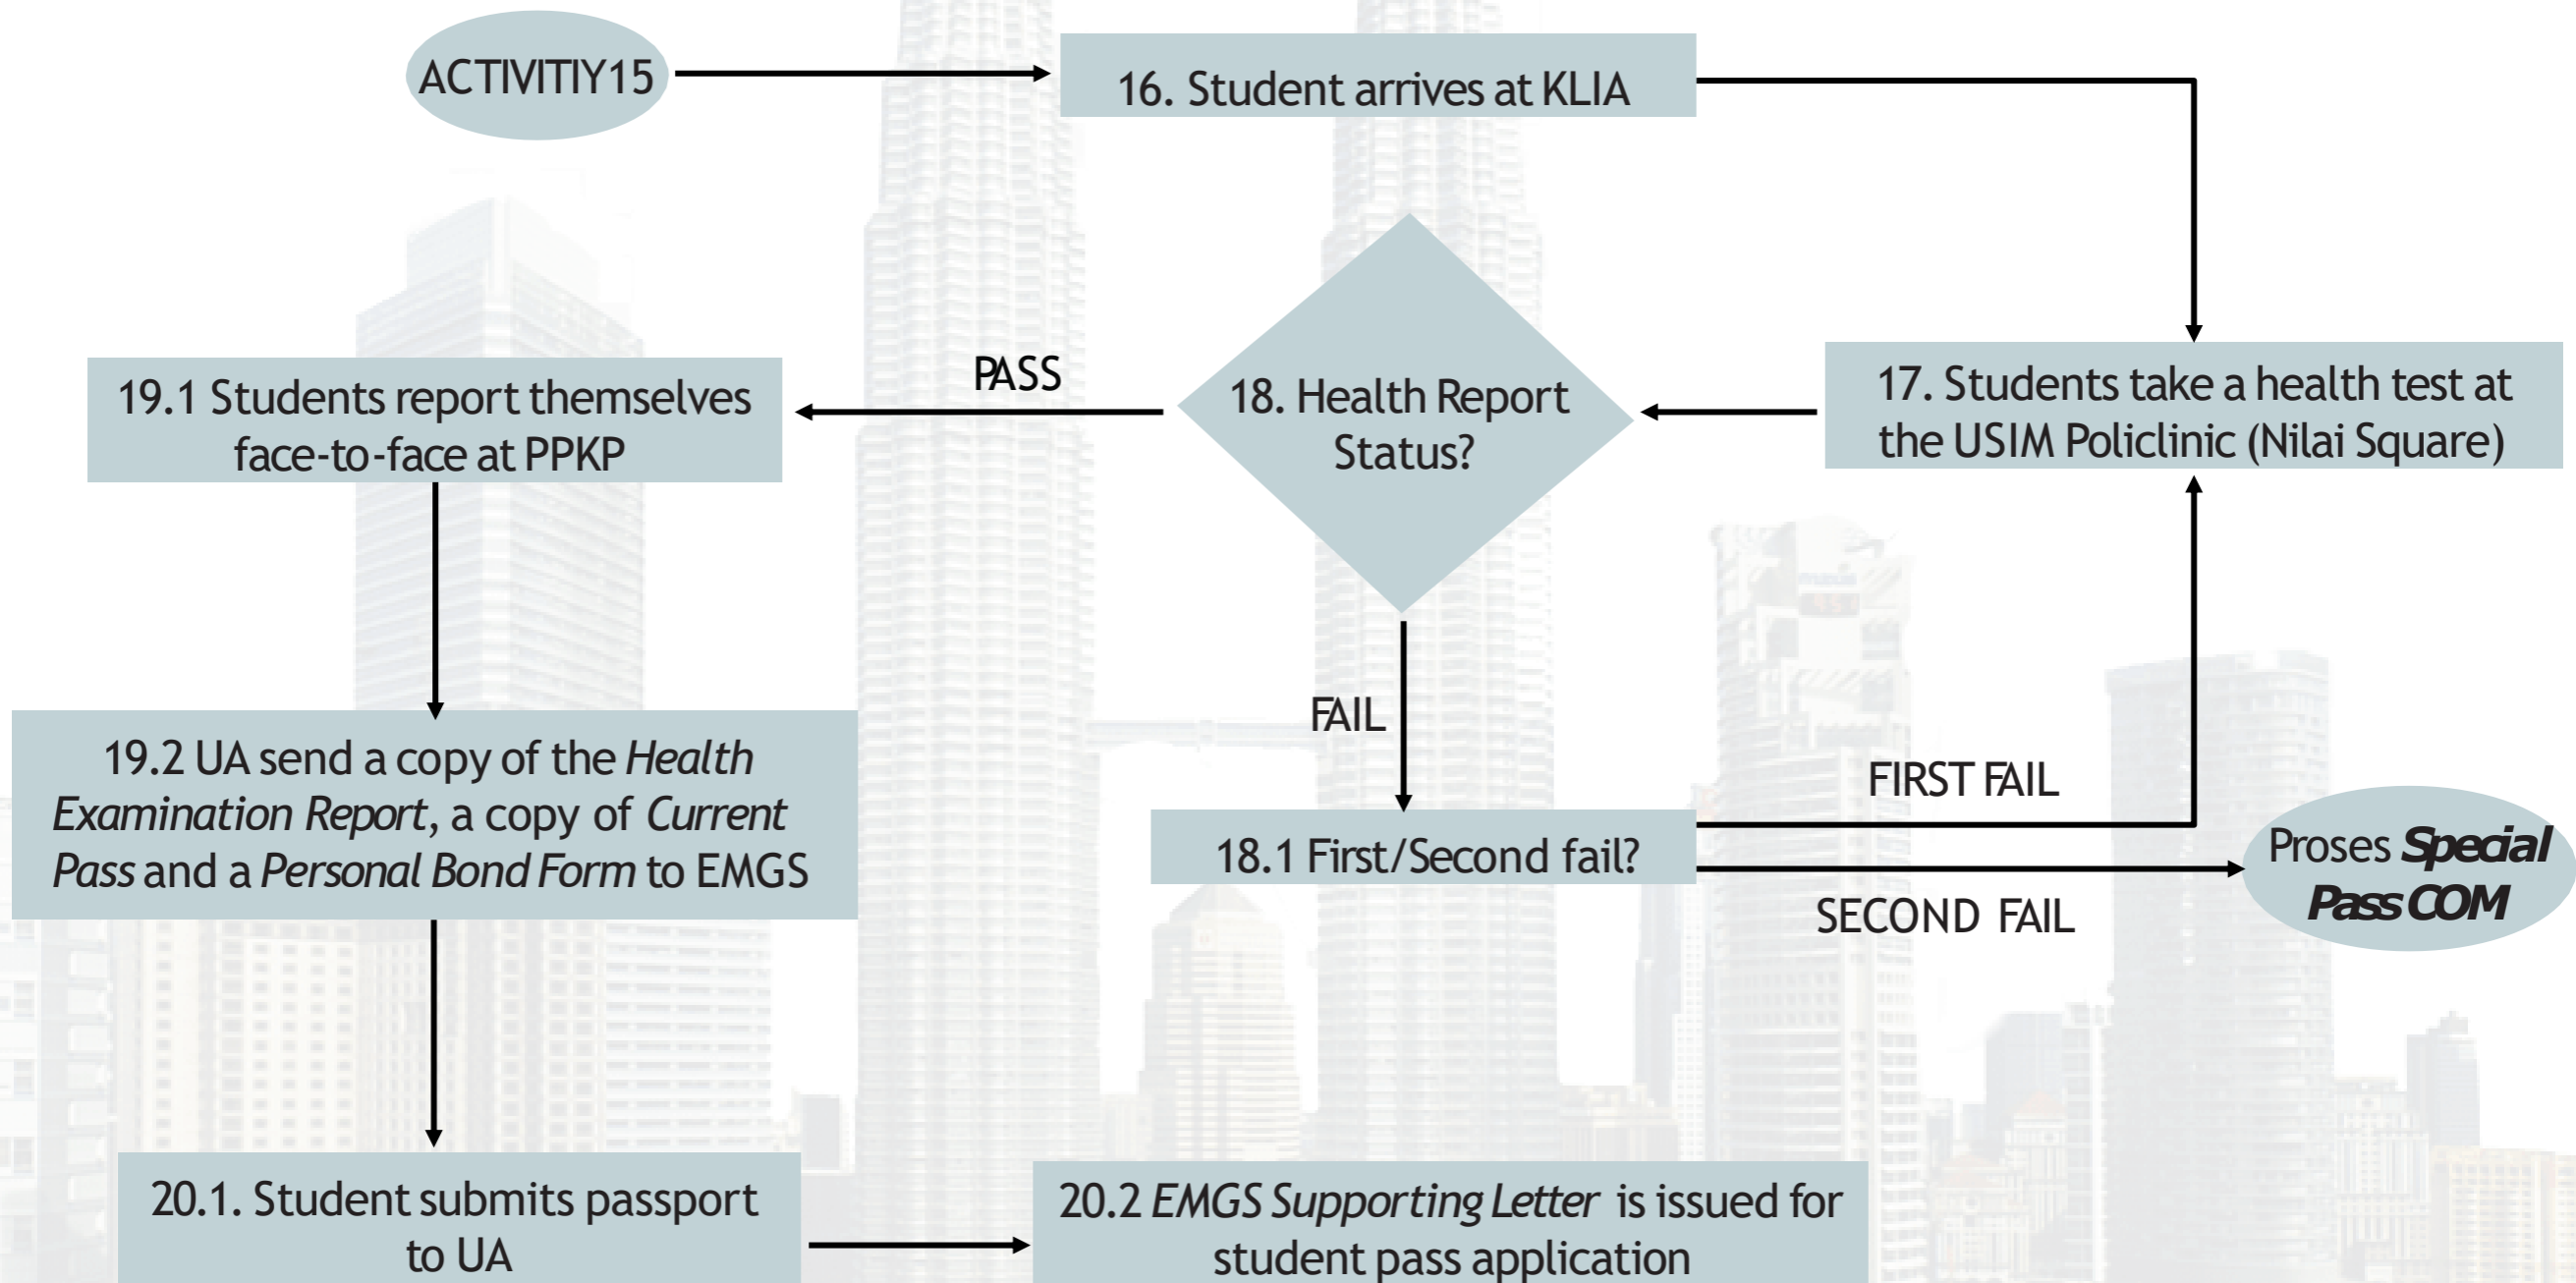 ACTIVITIY15
16. Student arrives at KLIA
17. Students take a health test at
the USIM Policlinic (Nilai Square)
18. Health Report
Status?
PASS
19.1 Students report themselves
face-to-face at PPKP
19.2 UA send a copy of the Health
Examination Report, a copy of Current
Pass and a Personal Bond Form to EMGS
FAIL
18.1 First/Second fail?
FIRST FAIL
SECOND FAIL
Proses Special
Pass COM
20.1. Student submits passport
to UA
20.2 EMGS Supporting Letter is issued for
student pass application